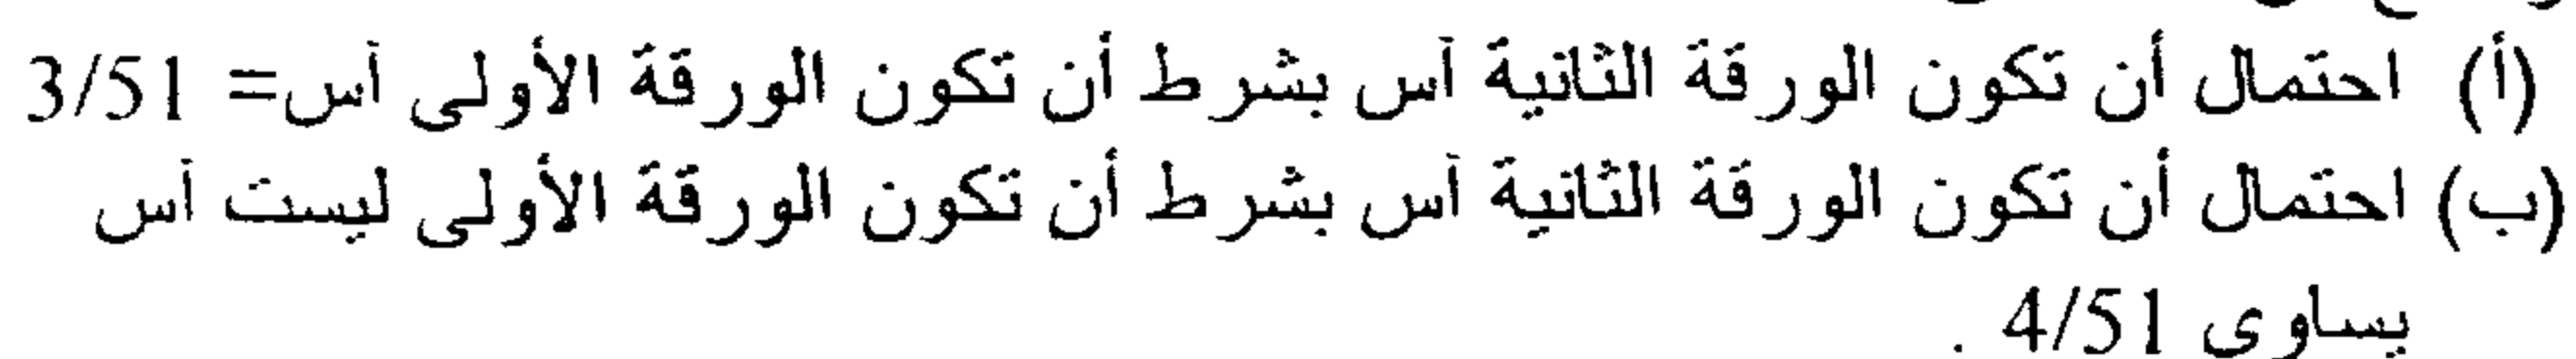 (أ) احتمال أن تكون الورقة الثانية آس بشرط أن تكون الورقة الأولى آس= 3/51
(ب) احتمال أن تكون الورقة الثانية آس بشرط أن تكون الورقة الأولى ليست آس
يساوى 4/51 .